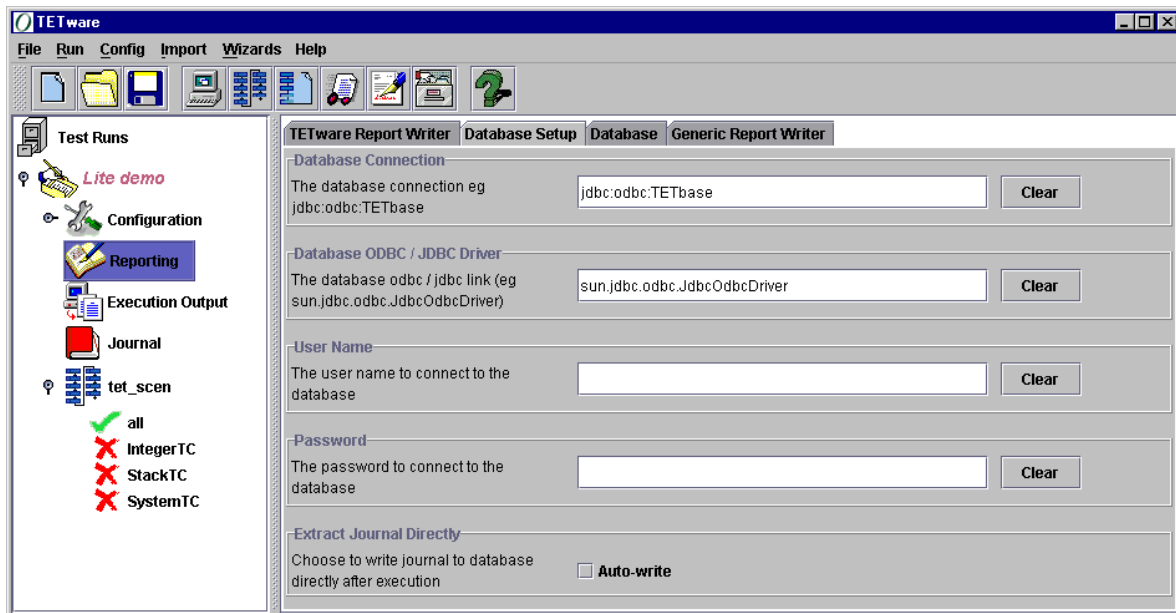 TETware
File Run Config Import Wizards Help
Test Runs
Lite demo
Configuration
Reporting
Execution Output
Journal
tet_scen
all
IntegerTC
StackTC
SystemTC
TETware Report Writer Database Setup Database Generic Report Writer
Database Connection
The database connection eg
jdbc:odbc:TETbase
jdbc:odbc:TETbase
Clear
Database ODBC / JDBC Driver
The database odbc / jdbc link (eg
sun.jdbc.odbc.JdbcOdbcDriver)
sun.jdbc.odbc.JdbcOdbcDriver
Clear
User Name
The user name to connect to the
database
Clear
Password
The password to connect to the
database
Clear
Extract Journal Directly
Choose to write journal to database
directly after execution
Auto-write